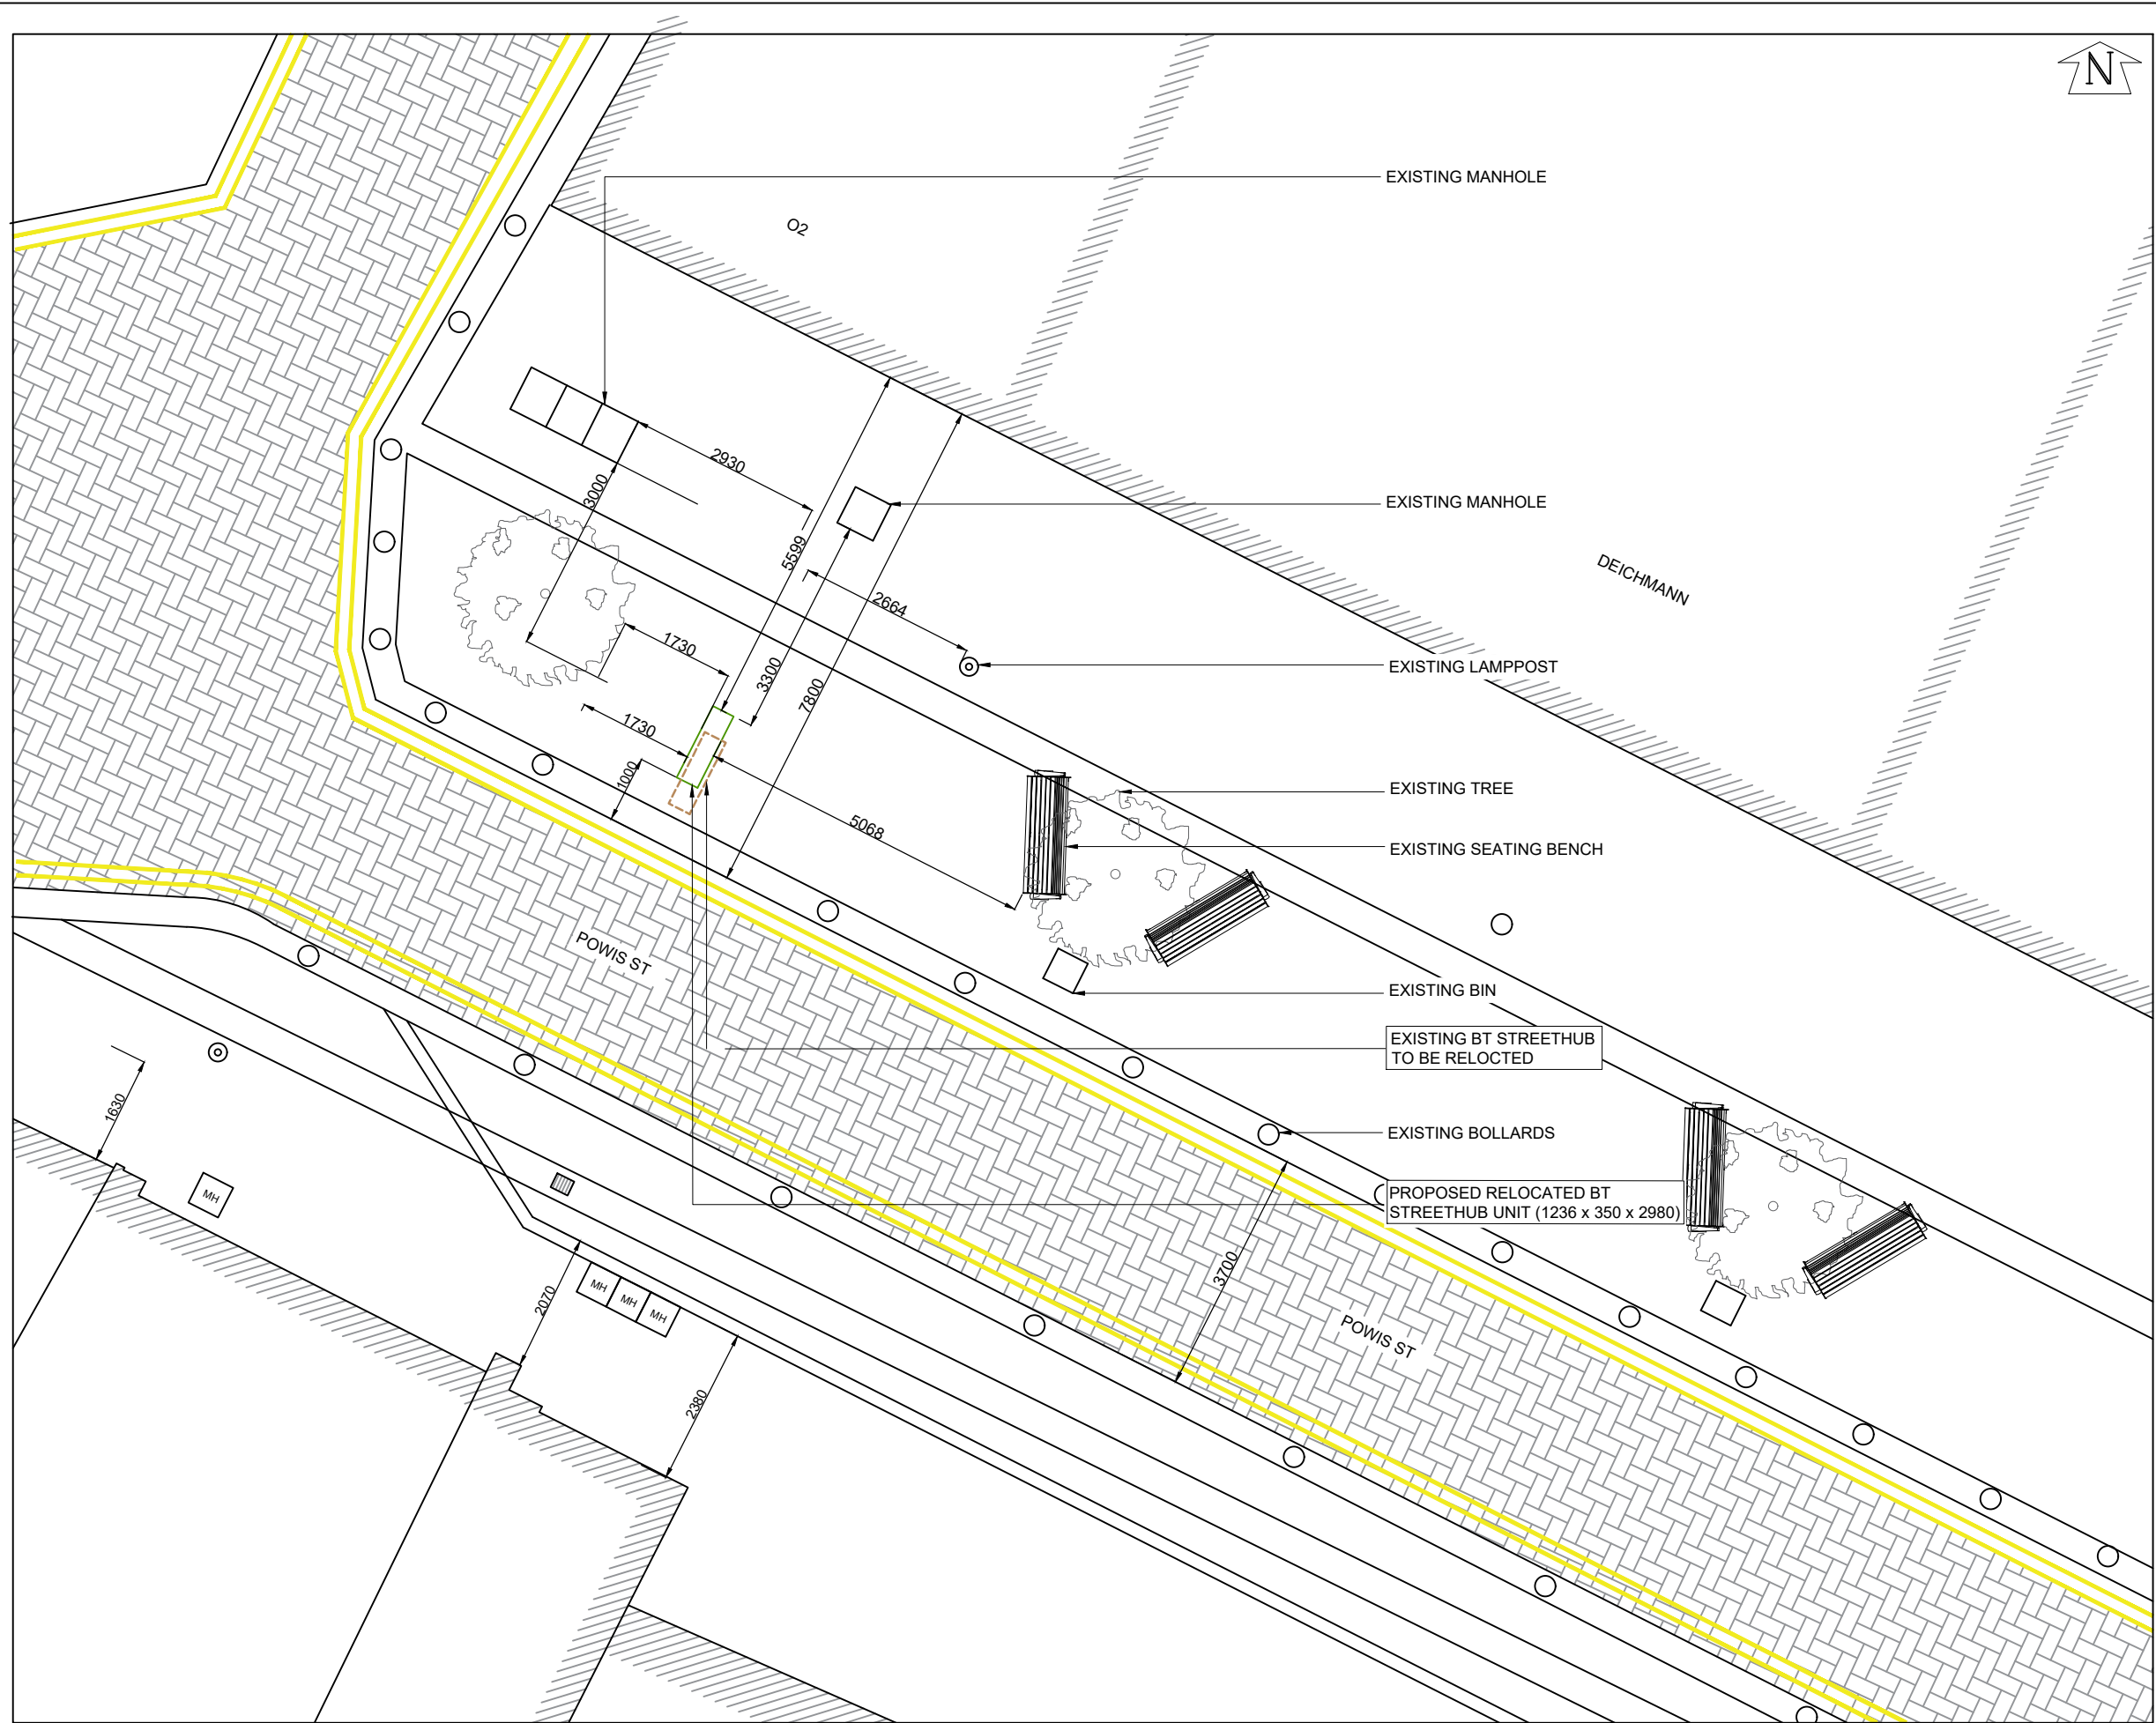 N
EXISTING MANHOLE
O2
2930
3000
EXISTING MANHOLE
5599
DEICHMANN
2664
1730
EXISTING LAMPPOST
3300
7800
1730
1000
EXISTING TREE
5068
EXISTING SEATING BENCH
POWIS ST
EXISTING BIN
EXISTING BT STREETHUB
TO BE RELOCTED
1630
EXISTING BOLLARDS
MH
PROPOSED RELOCATED BT
STREETHUB UNIT (1236 x 350 x 2980)
3700
2070
MH
MH
MH
POWIS ST
2380